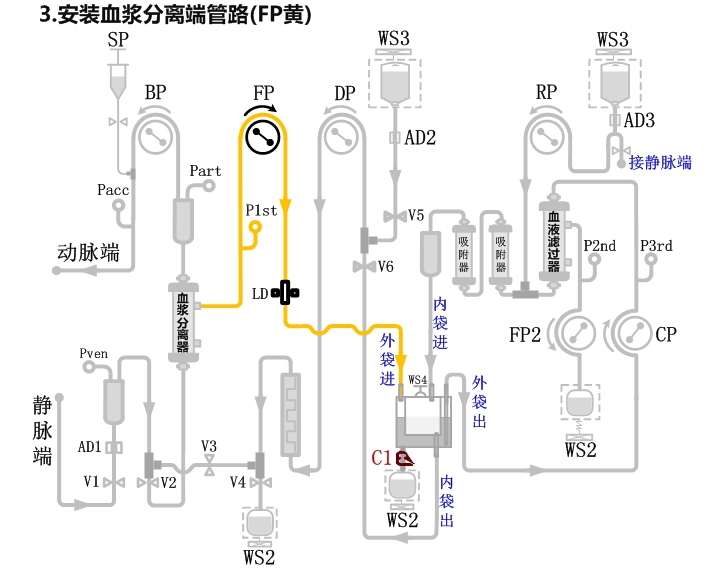 3.安装血浆分离端管路(FP黄)
SP
BP
FP
DP
WS3
RP
WS3
AD2
AD3
接静脉端
Part
Pacc
P1st
V5
动脉端
V6
LD
血浆分离器
吸附器
吸附器
血液滤过器
P2nd
P3rd
内袋进
外袋进
FP2
CP
Pven
WS4
外袋出
静脉端
AD1
V3
C1
V1
V2
V4
WS2
内袋出
WS2
WS2